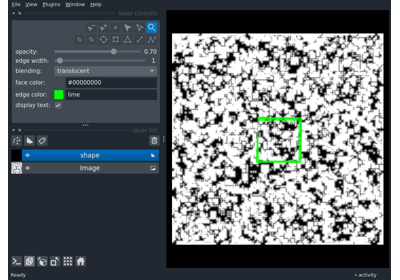 File View Plugins Window Help
layer controls
opacity: 0.70
edge width: 1
blending: translucent
face color: #00000000
edge color: lime
display text:
layer list
shape
Image
Ready
activity